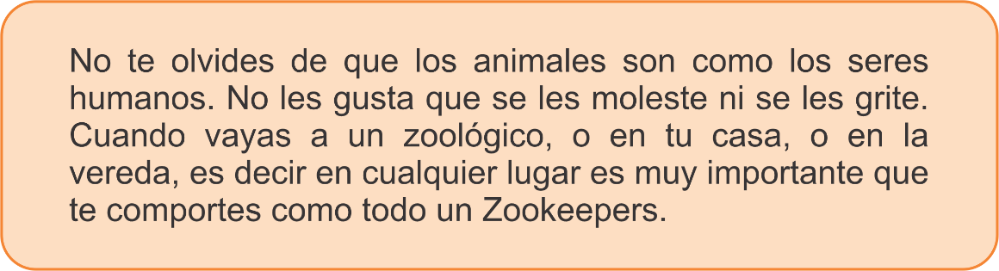 No te olvides de que los animales son como los seres
humanos. No les gusta que se les moleste ni se les grite.
Cuando vayas a un zoológico, o en tu casa, o en la
vereda, es decir en cualquier lugar es muy importante que
te comportes como todo un Zookeepers.